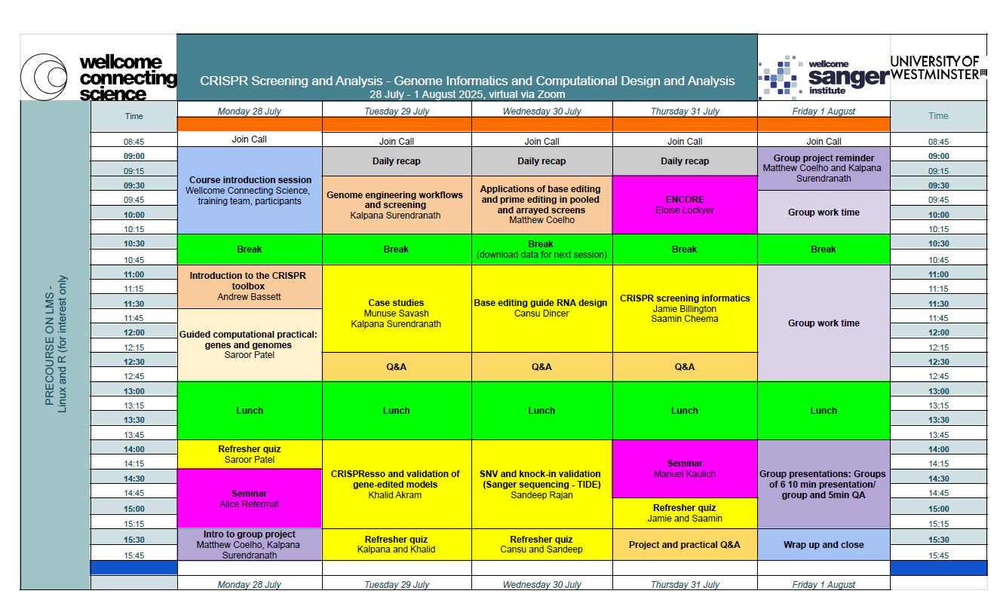 wellcome
connecting
science
CRISPR Screening and Analysis - Genome Informatics and Computational Design and Analysis
28 July - 1 August 2025, virtual via Zoom
wellcome
sanger
institute
UNIVERSITY OF
WESTMINSTER
PRECOURSE ON LMS -
Linux and R (for interest only
Time
08:45
09:00
09:15
09:30
09:45
10:00
10:15
10:30
10:45
11:00
11:15
11:30
11:45
12:00
12:15
12:30
12:45
13:00
13:15
13:30
13:45
14:00
14:15
14:30
14:45
15:00
15:15
15:30
15:45
Monday 28 July
Join Call
Course introduction session
Wellcome Connecting Science,
training team, participants
Break
Introduction to the CRISPR
toolbox
Andrew Bassett
Guided computational practical:
genes and genomes
Saroor Patel
Lunch
Refresher quiz
Saroor Patel
Seminar
Alice Refermat
Intro to group project
Matthew Coelho, Kalpana
Surendranath
Monday 28 July
Tuesday 29 July
Join Call
Daily recap
Genome engineering workflows
and screening
Kalpana Surendranath
Break
Case studies
Munuse Savash
Kalpana Surendranath
Q&A
Lunch
CRISPResso and validation of
gene-edited models
Khalid Akram
Refresher quiz
Kalpana and Khalid
Tuesday 29 July
Wednesday 30 July
Join Call
Daily recap
Applications of base editing
and prime editing in pooled
and arrayed screens
Matthew Coelho
Break
(download data for next session)
Base editing guide RNA design
Cansu Dincer
Q&A
Lunch
SNV and knock-in validation
(Sanger sequencing - TIDE)
Sandeep Rajan
Refresher quiz
Cansu and Sandeep
Wednesday 30 July
Thursday 31 July
Join Call
Daily recap
ENCORE
Eloise Lockyer
Break
CRISPR screening informatics
Jamie Billington
Saamin Cheema
Q&A
Lunch
Seminar
Manuel Kaulich
Refresher quiz
Jamie and Saamin
Project and practical Q&A
Thursday 31 July
Friday 1 August
Join Call
Group project reminder
Matthew Coelho and Kalpana
Surendranath
Group work time
Break
Group work time
Lunch
Group presentations: Groups
of 6 10 min presentation/
group and 5min QA
Wrap up and close
Friday 1 August
Time
08:45
09:00
09:15
09:30
09:45
10:00
10:15
10:30
10:45
11:00
11:15
11:30
11:45
12:00
12:15
12:30
12:45
13:00
13:15
13:30
13:45
14:00
14:15
14:30
14:45
15:00
15:15
15:30
15:45